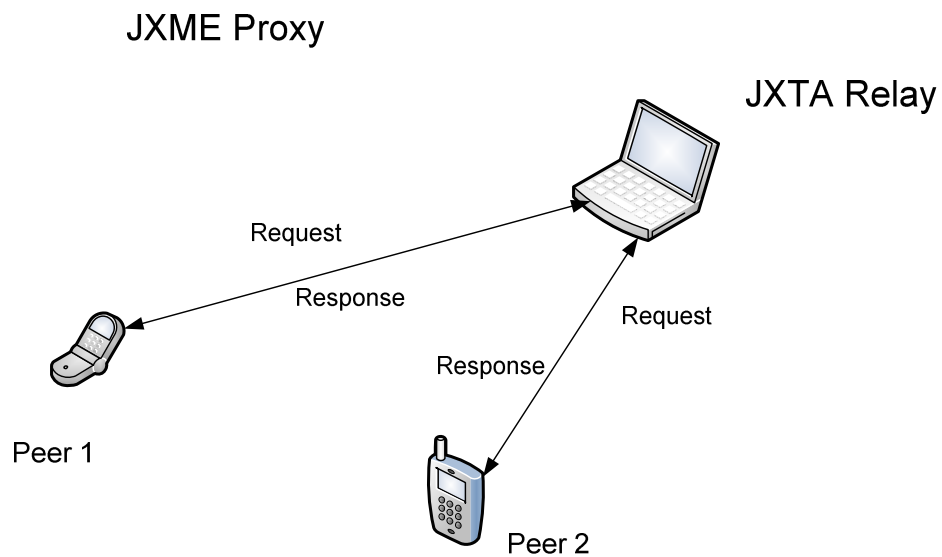 JXME Proxy
JXTA Relay
Request
Response
Request
Response
Peer 1
Peer 2